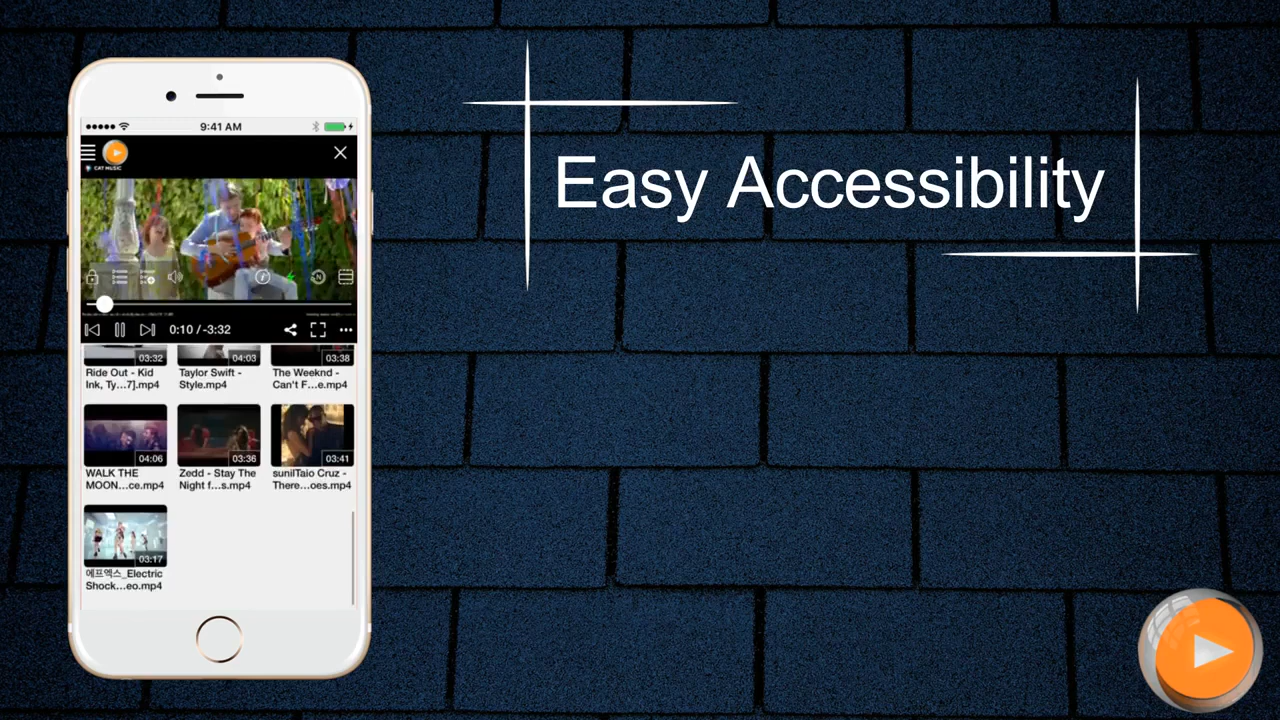 Easy Accessibility
9:41 AM
CAT MUSIC
0:10 / -3:32
03:32
04:03
03:38
Ride Out - Kid
Ink, Ty...7].mp4
Taylor Swift -
Style.mp4
The Weeknd -
Can't F...e.mp4
04:06
03:36
03:41
WALK THE
MOON...ce.mp4
Zedd - Stay The
Night f...s.mp4
sunilTaio Cruz -
There...oes.mp4
03:17
에프엑스_Electric
Shock...eo.mp4